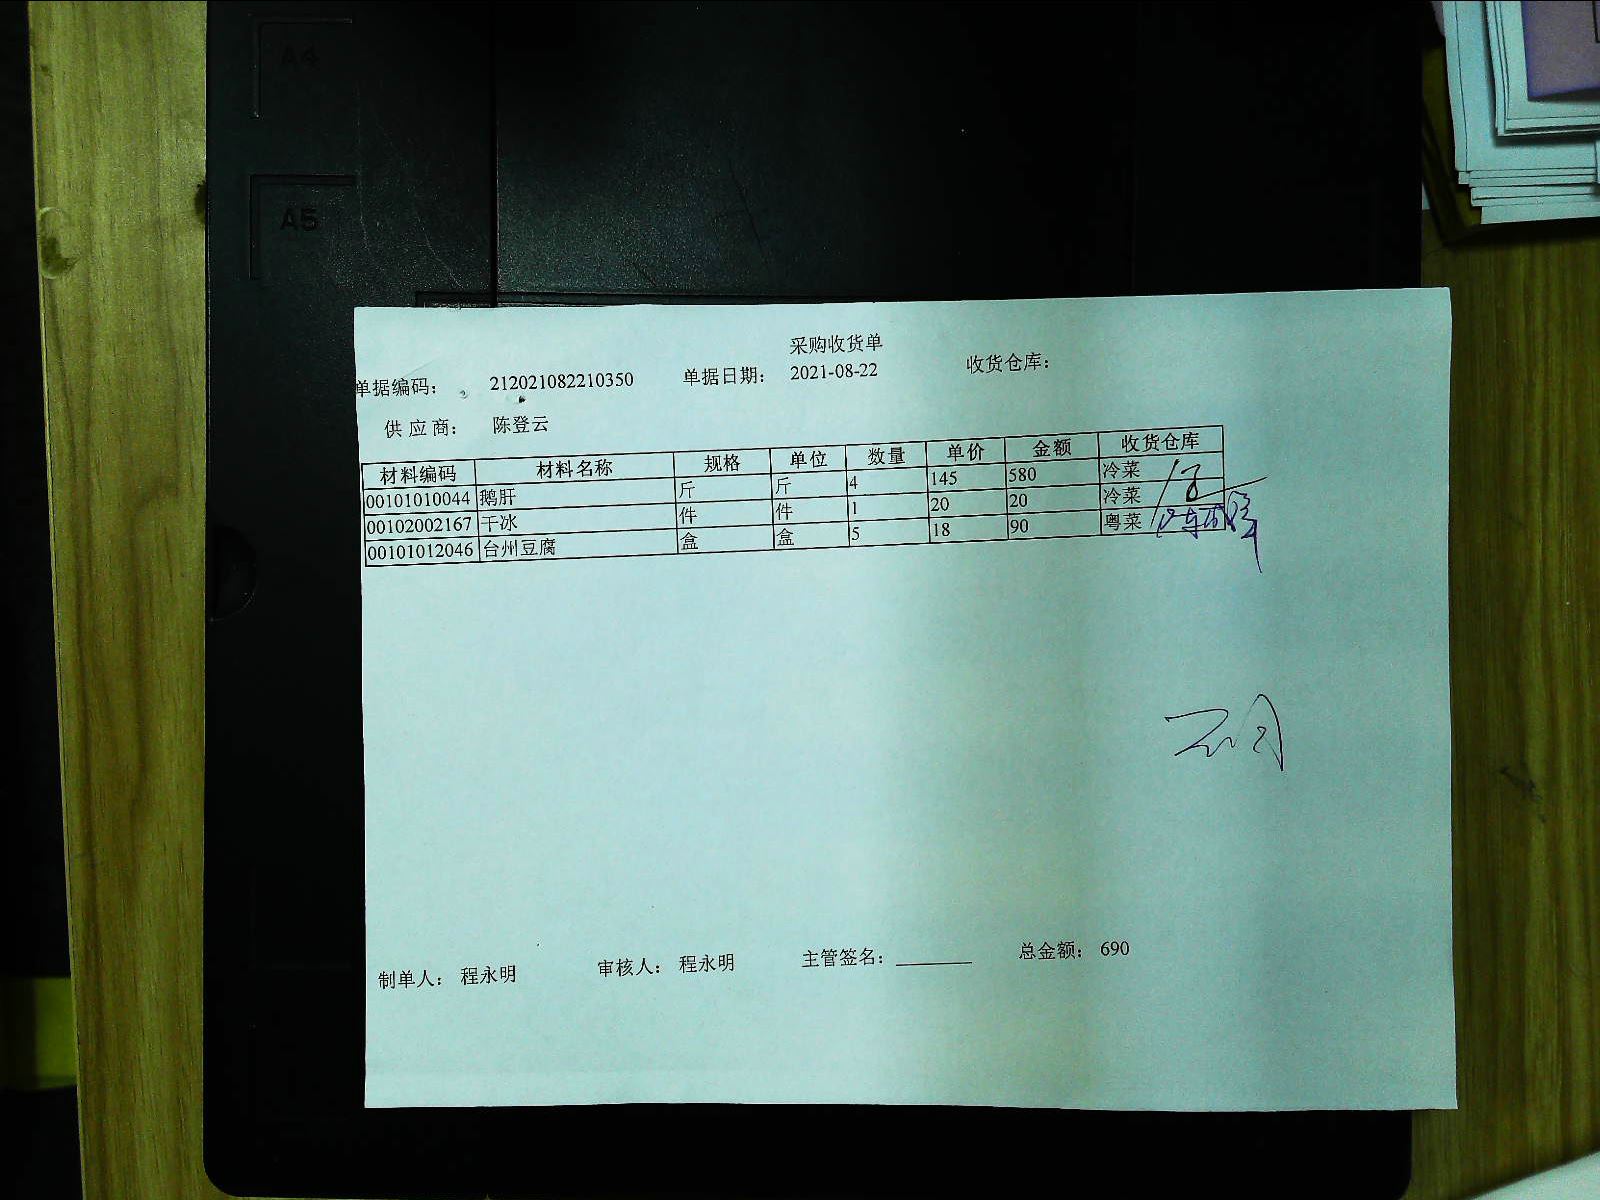 A4
A5
采购收货单
单据编码： 212021082210350 单据日期： 2021-08-22 收货仓库：
供应商： 陈登云
材料编码 材料名称 规格 单位 数量 单价 金额 收货仓库
00101010044 鹅肝 斤 斤 4 145 580 冷菜
00102002167 干冰 件 件 1 20 20 冷菜
00101012046 台州豆腐 盒 盒 5 18 90 粤菜
制单人： 程永明 审核人： 程永明 主管签名： 总金额： 690